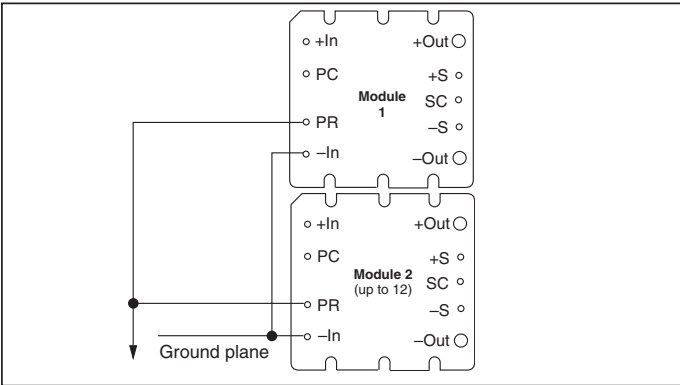 +In
+Out
PC
+S
Module
1
SC
PR
–S
–In
–Out
+In
+Out
PC
+S
Module 2
(up to 12)
SC
PR
–S
–In
–Out
Ground plane